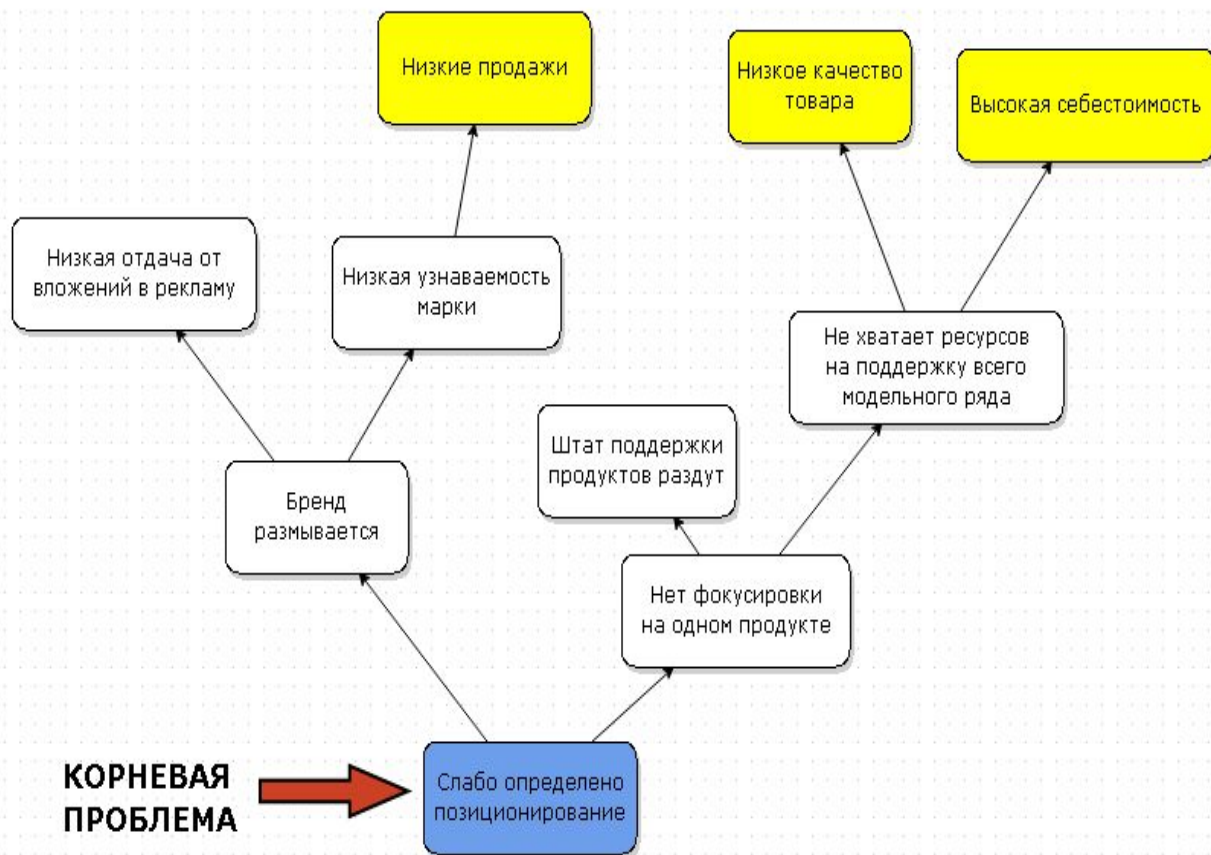 Низкие продажи
Низкое качество
товара
Высокая себестоимость
Низкая отдача от
вложений в рекламу
Низкая узнаваемость
марки
Не хватает ресурсов
на поддержку всего
модельного ряда
Штат поддержки
продуктов раздут
Бренд
размывается
Нет фокусировки
на одном продукте
КОРНЕВАЯ
ПРОБЛЕМА
Слабо определено
позиционирование